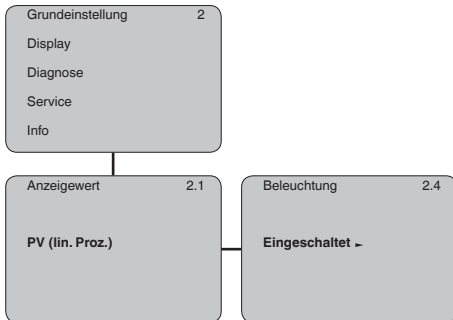 Grundeinstellung 2
Display
Diagnose
Service
Info
Anzeigewert 2.1
PV (lin. Proz.)
Beleuchtung 2.4
Eingeschaltet ►